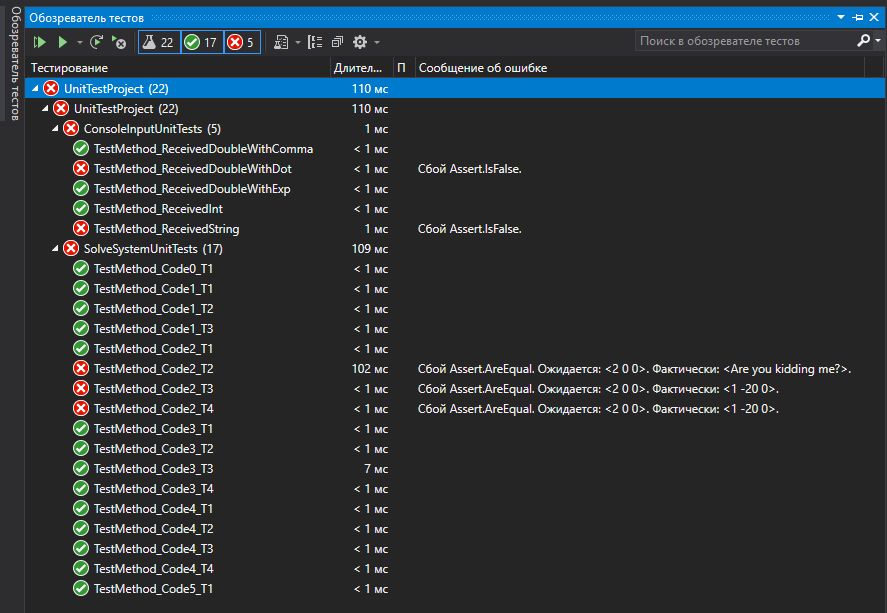 Обозреватель тестов
Обозреватель тестов
22 17 5 Поиск в обозревателе тестов
Тестирование Длител... П Сообщение об ошибке
UnitTestProject (22) 110 мс
UnitTestProject (22) 110 мс
ConsoleInputUnitTests (5) 1 мс
TestMethod_ReceivedDoubleWithComma < 1 мс
TestMethod_ReceivedDoubleWithDot < 1 мс Сбой Assert.IsFalse.
TestMethod_ReceivedDoubleWithExp < 1 мс
TestMethod_ReceivedInt < 1 мс
TestMethod_ReceivedString 1 мс Сбой Assert.IsFalse.
SolveSystemUnitTests (17) 109 мс
TestMethod_Code0_T1 < 1 мс
TestMethod_Code1_T1 < 1 мс
TestMethod_Code1_T2 < 1 мс
TestMethod_Code1_T3 < 1 мс
TestMethod_Code2_T1 < 1 мс
TestMethod_Code2_T2 102 мс Сбой Assert.AreEqual. Ожидается: <2 0 0>. Фактически: <Are you kidding me?>.
TestMethod_Code2_T3 < 1 мс Сбой Assert.AreEqual. Ожидается: <2 0 0>. Фактически: <1 -20 0>.
TestMethod_Code2_T4 < 1 мс Сбой Assert.AreEqual. Ожидается: <2 0 0>. Фактически: <1 -20 0>.
TestMethod_Code3_T1 < 1 мс
TestMethod_Code3_T2 < 1 мс
TestMethod_Code3_T3 7 мс
TestMethod_Code3_T4 < 1 мс
TestMethod_Code4_T1 < 1 мс
TestMethod_Code4_T2 < 1 мс
TestMethod_Code4_T3 < 1 мс
TestMethod_Code4_T4 < 1 мс
TestMethod_Code5_T1 < 1 мс